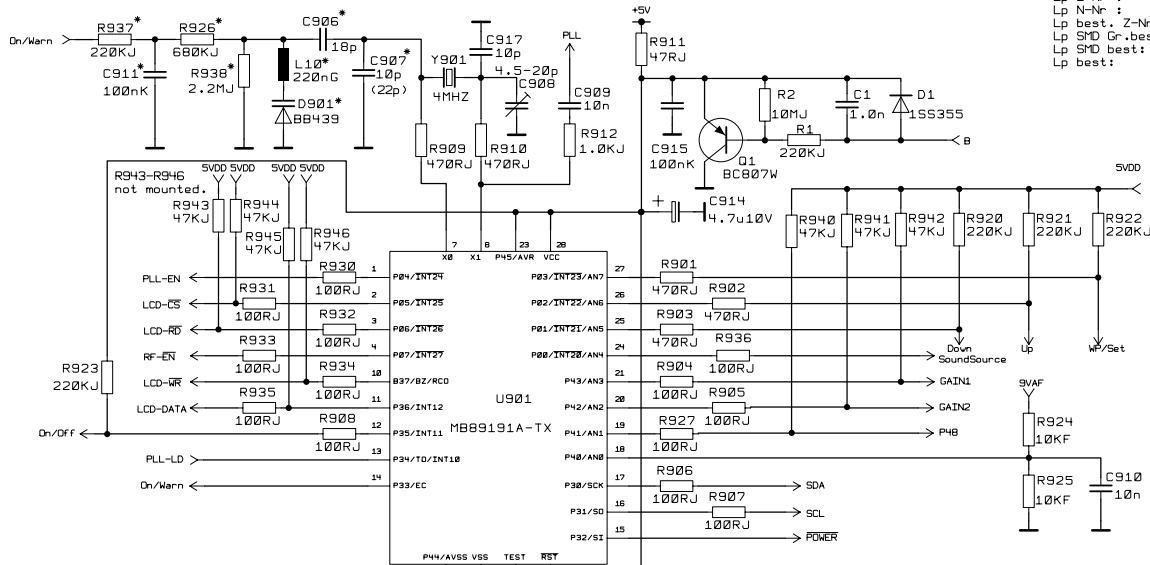 Lp N-Nr :
Lp best. Z-Nr
Lp SMD Gr.bes
Lp SMD best:
Lp best:
+5V
On/Warn
R937*
220KJ
R926*
680KJ
C906*
18p
C911*
100nK
R938*
2.2MJ
L10*
220nG
D901*
BB439
C907*
10p
(22p)
Y901
4MHZ
C917
10p
4.5-20p
C908
PLL
C909
10n
R912
1.0KJ
R909
470RJ
R910
470RJ
R911
47RJ
C915
100nK
Q1
BC807W
R2
10MJ
R1
220KJ
C1
1.0n
D1
1SS355
B
C914
4.7u10V
+
5VDD
R943-R946
not mounted.
5VDD 5VDD 5VDD 5VDD
R943
47KJ
R944
47KJ
R945
47KJ
R946
47KJ
R940
47KJ
R941
47KJ
R942
47KJ
R920
220KJ
R921
220KJ
R922
220KJ
7 8 23 28
X0 X1 P45/AVR VCC
PLL-EN
R930
100RJ
1
P04/INT24
LCD-CS
R931
100RJ
2
P05/INT25
LCD-RD
R932
100RJ
3
P06/INT26
RF-EN
R933
100RJ
4
P07/INT27
LCD-WR
R934
100RJ
10
B37/BZ/RCO
LCD-DATA
R935
100RJ
11
P36/INT12
R923
220KJ
On/Off
R908
100RJ
12
P35/INT11
PLL-LD
13
P34/TO/INT10
On/Warn
14
P33/EC
U901
MB89191A-TX
P03/INT23/AN7
27
R901
470RJ
P02/INT22/AN6
26
R902
470RJ
P01/INT21/AN5
25
R903
470RJ
P00/INT20/AN4
24
R936
100RJ
Down
SoundSource
Up
WP/Set
P43/AN3
21
R904
100RJ
GAIN1
P42/AN2
20
R905
100RJ
GAIN2
P41/AN1
19
R927
100RJ
P48
P40/AN0
18
9VAF
R924
10KF
R925
10KF
C910
10n
P30/SCK
17
R906
100RJ
SDA
P31/SO
16
R907
100RJ
SCL
P32/SI
15
POWER
P44/AVSS VSS TEST RST